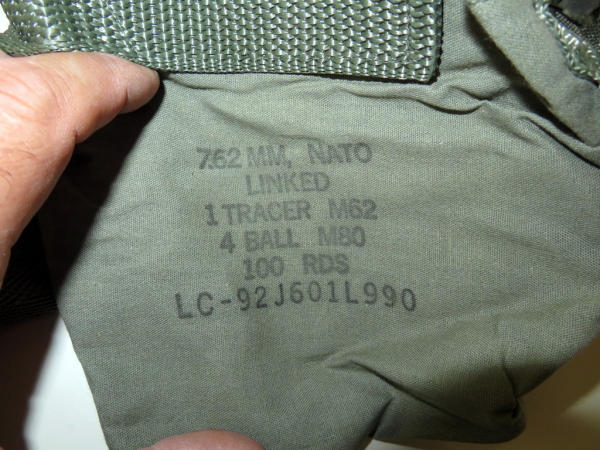 7.62 MM, NATO
LINKED
1 TRACER M62
4 BALL M80
100 RDS
LC-92J601L990